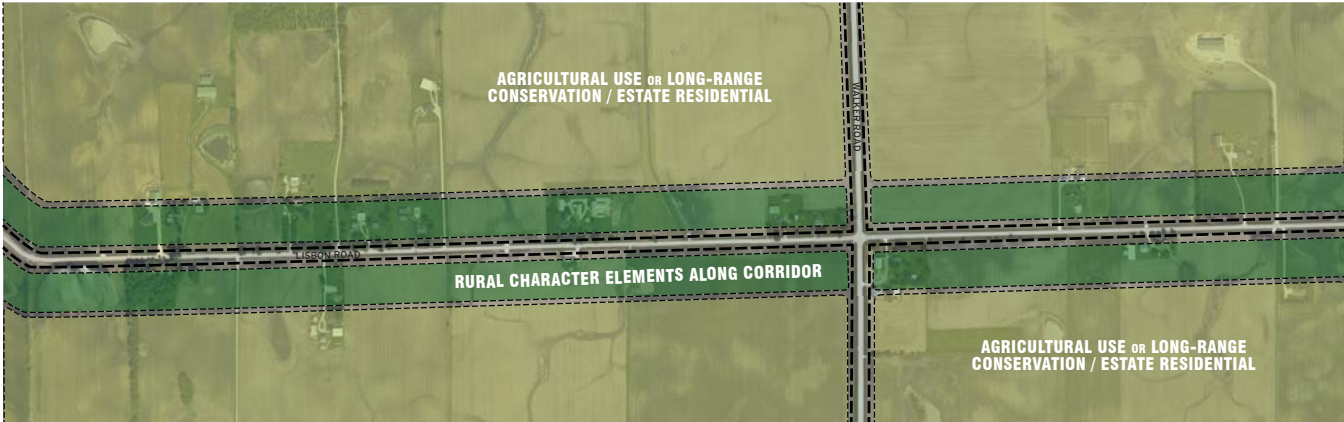 AGRICULTURAL USE OR LONG-RANGE
CONSERVATION / ESTATE RESIDENTIAL
WALKER ROAD
LISBON ROAD
RURAL CHARACTER ELEMENTS ALONG CORRIDOR
AGRICULTURAL USE OR LONG-RANGE
CONSERVATION / ESTATE RESIDENTIAL